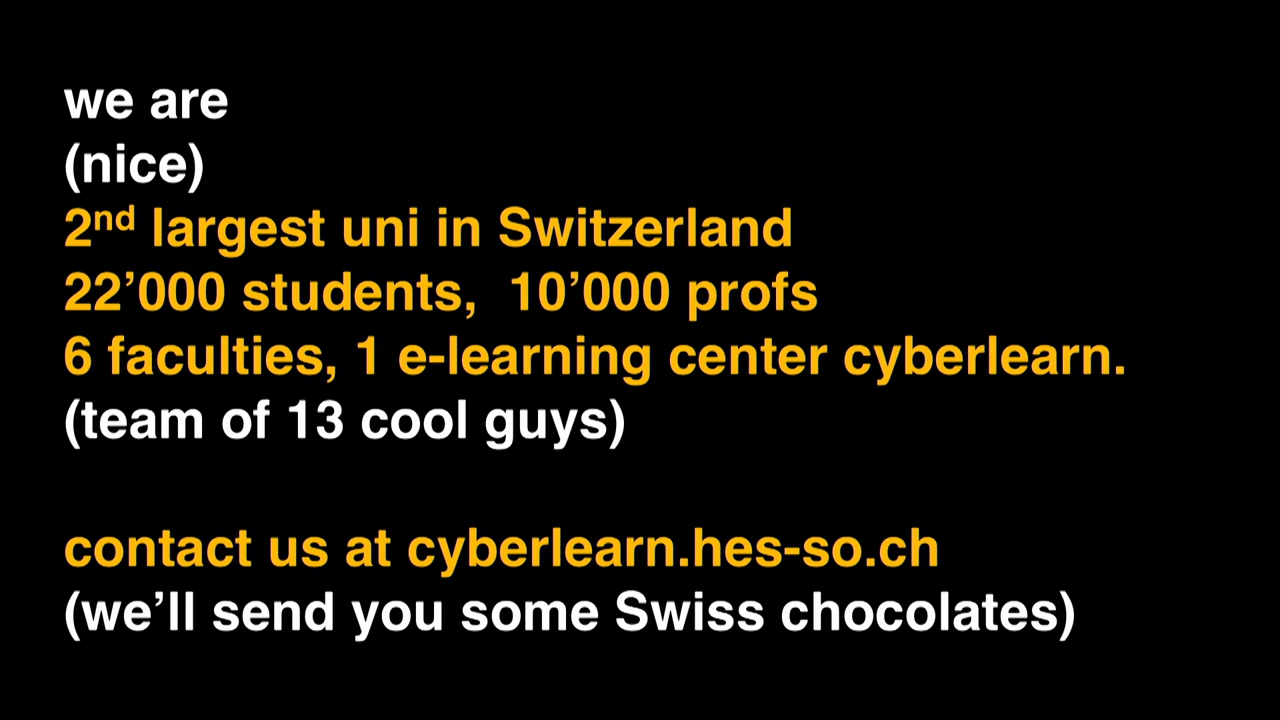 we are
(nice)
2nd largest uni in Switzerland
22’000 students,  10’000 profs
6 faculties, 1 e-learning center cyberlearn.
(team of 13 cool guys)
contact us at cyberlearn.hes-so.ch
(we’ll send you some Swiss chocolates)